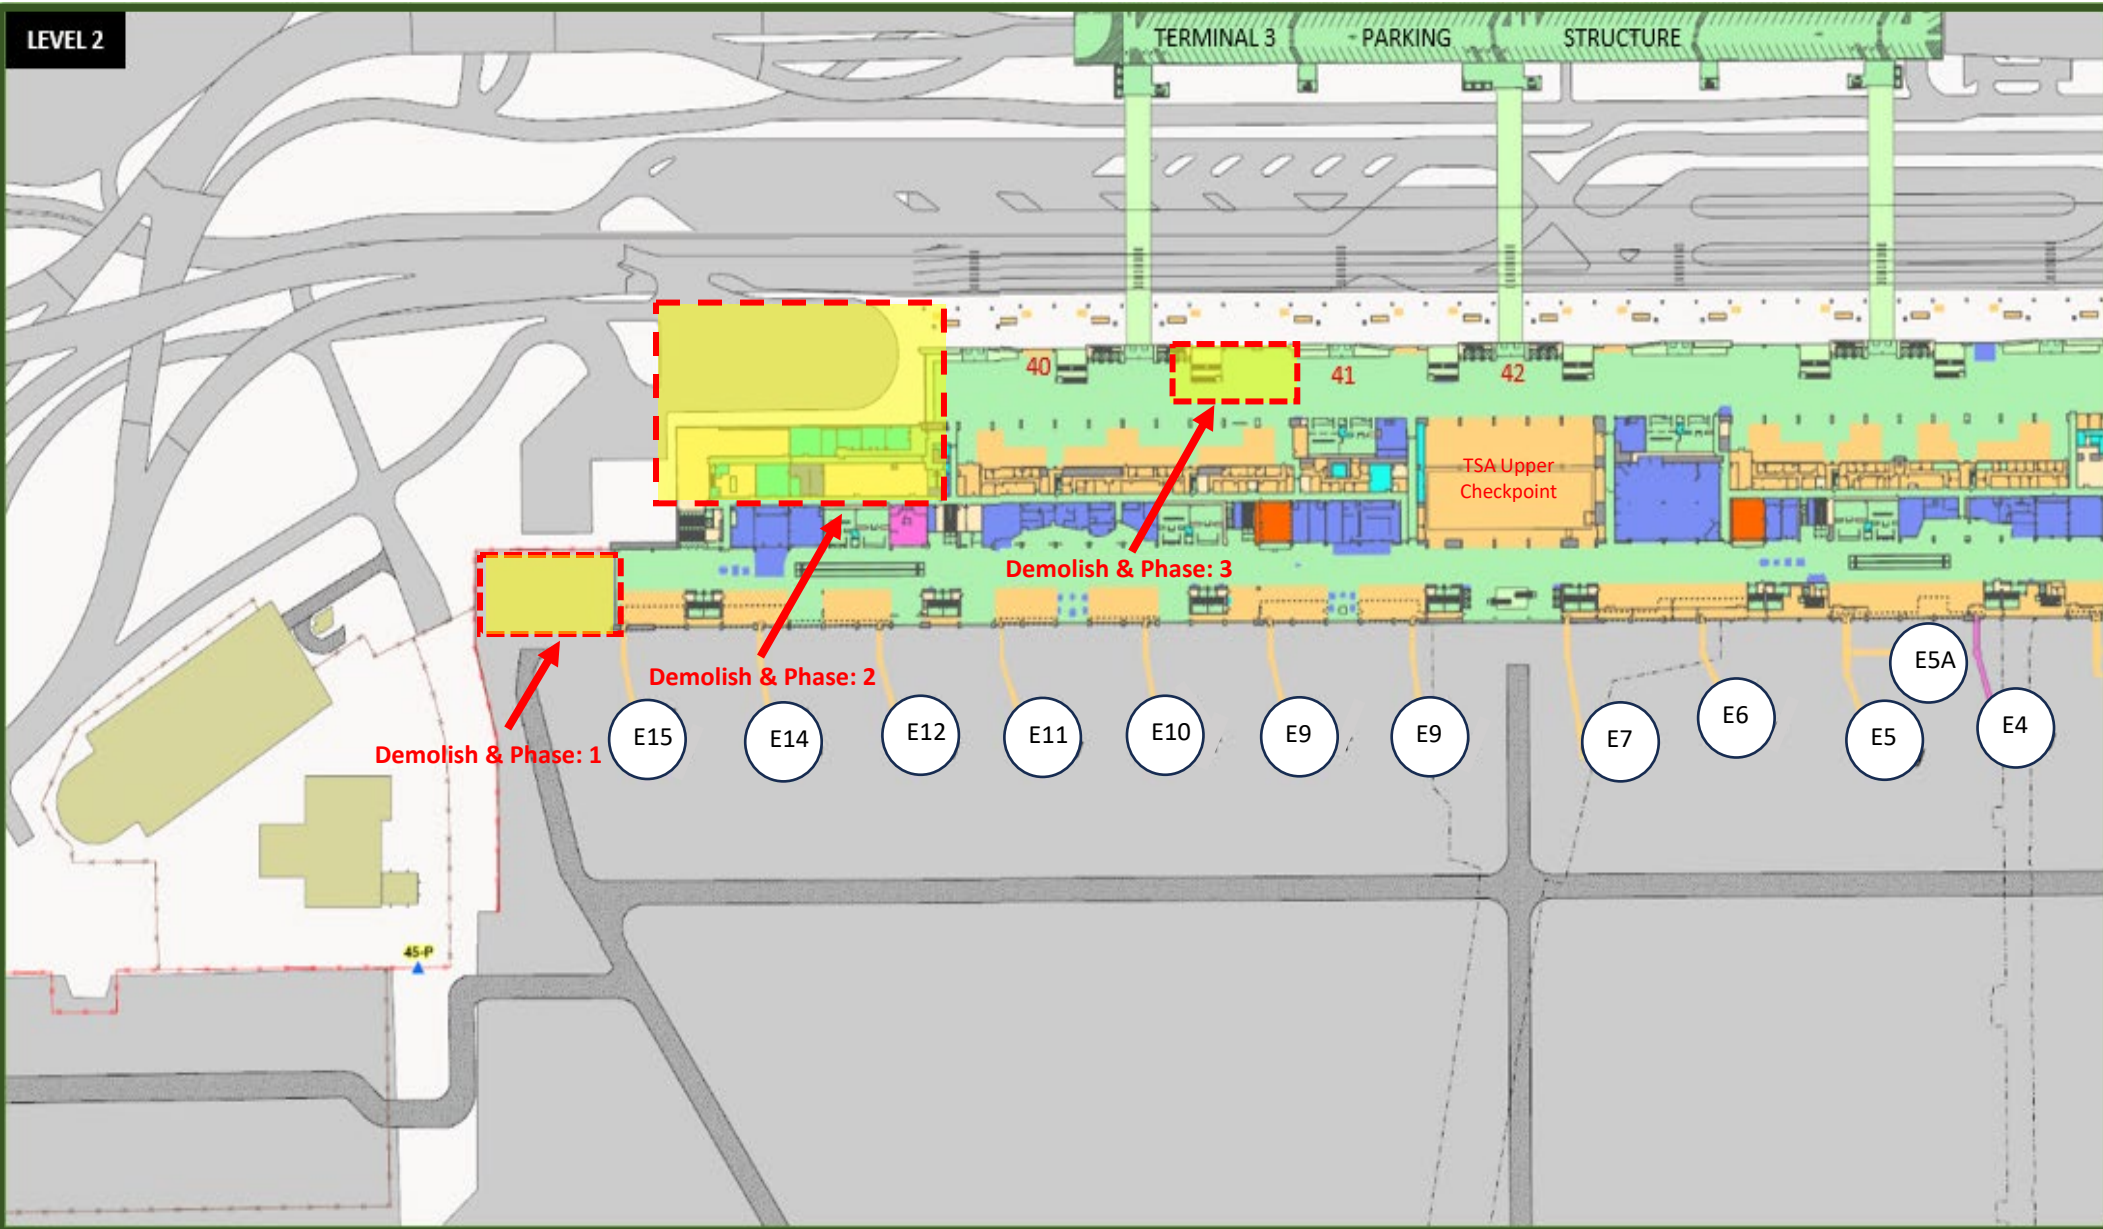 LEVEL 2
TERMINAL 3 PARKING STRUCTURE
40
41
42
TSA Upper
Checkpoint
Demolish & Phase: 3
Demolish & Phase: 2
Demolish & Phase: 1
E15
E14
E12
E11
E10
E9
E9
E7
E6
E5
E5A
E4
45-P